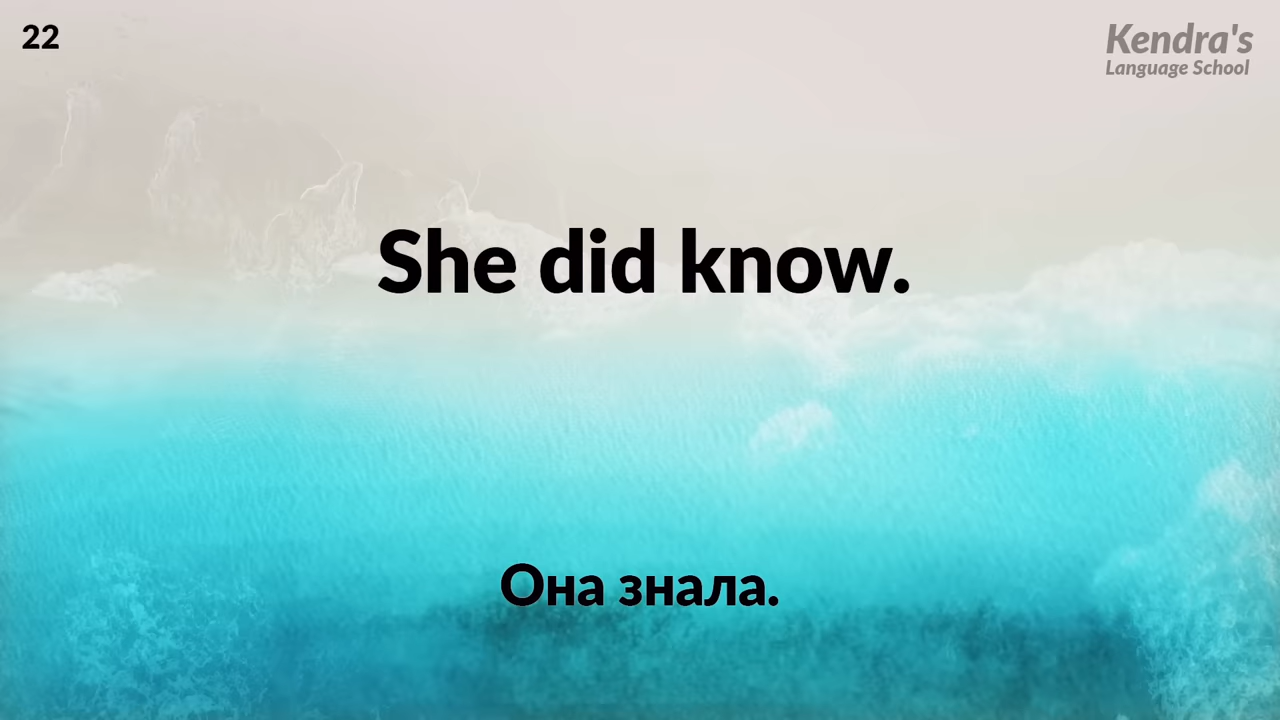 22
Kendra's
Language School
She did know.
Она знала.